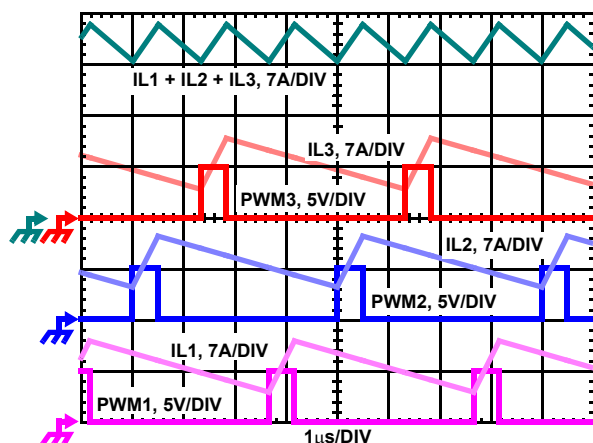 IL1 + IL2 + IL3, 7A/DIV
IL3, 7A/DIV
PWM3, 5V/DIV
IL2, 7A/DIV
PWM2, 5V/DIV
IL1, 7A/DIV
PWM1, 5V/DIV
1μs/DIV